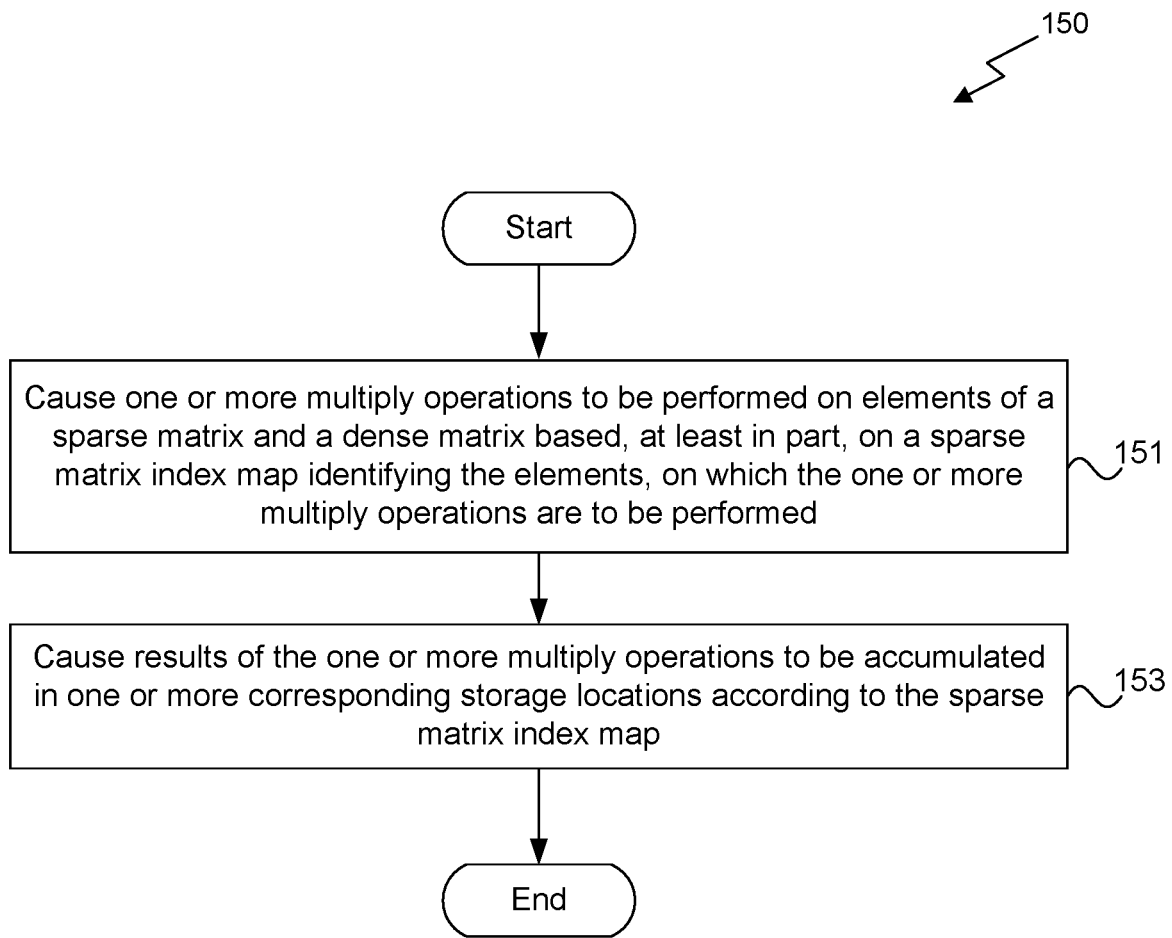 150
Start
Cause one or more multiply operations to be performed on elements of a
sparse matrix and a dense matrix based, at least in part, on a sparse
matrix index map identifying the elements, on which the one or more
multiply operations are to be performed
151
Cause results of the one or more multiply operations to be accumulated
in one or more corresponding storage locations according to the sparse
matrix index map
153
End